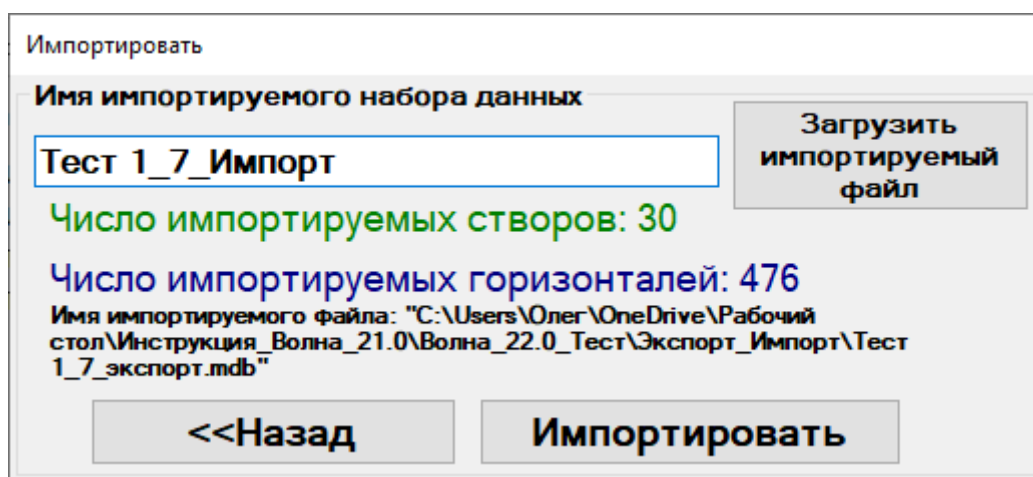 Импортировать
Имя импортируемого набора данных
Загрузить
импортируемый
файл
Тест 1_7_Импорт
Число импортируемых створов: 30
Число импортируемых горизонталей: 476
Имя импортируемого файла: "C:\Users\Олег\OneDrive\Рабочий
стол\Инструкция_Волна_21.0\Волна_22.0_Тест\Экспорт_Импорт\Тест
1_7_экспорт.mdb"
<<Назад
Импортировать